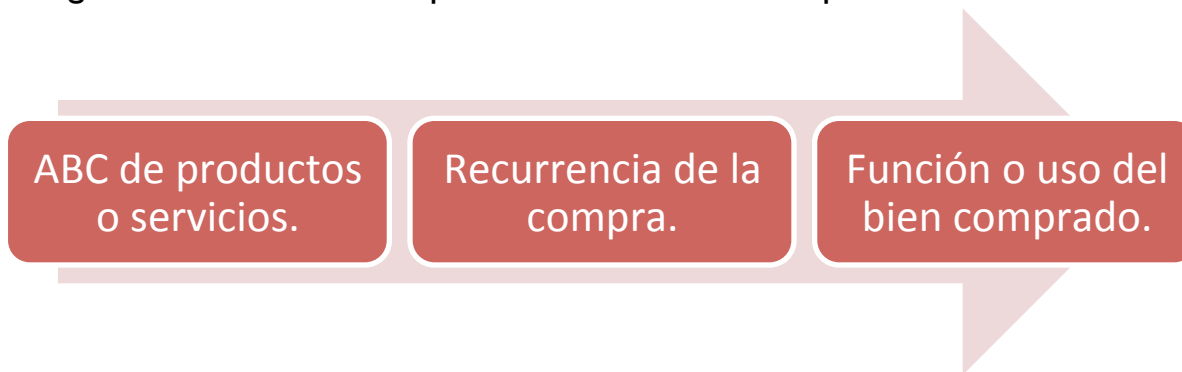 ABC de productos
o servicios.
Recurrencia de la
compra.
Función o uso del
bien comprado.